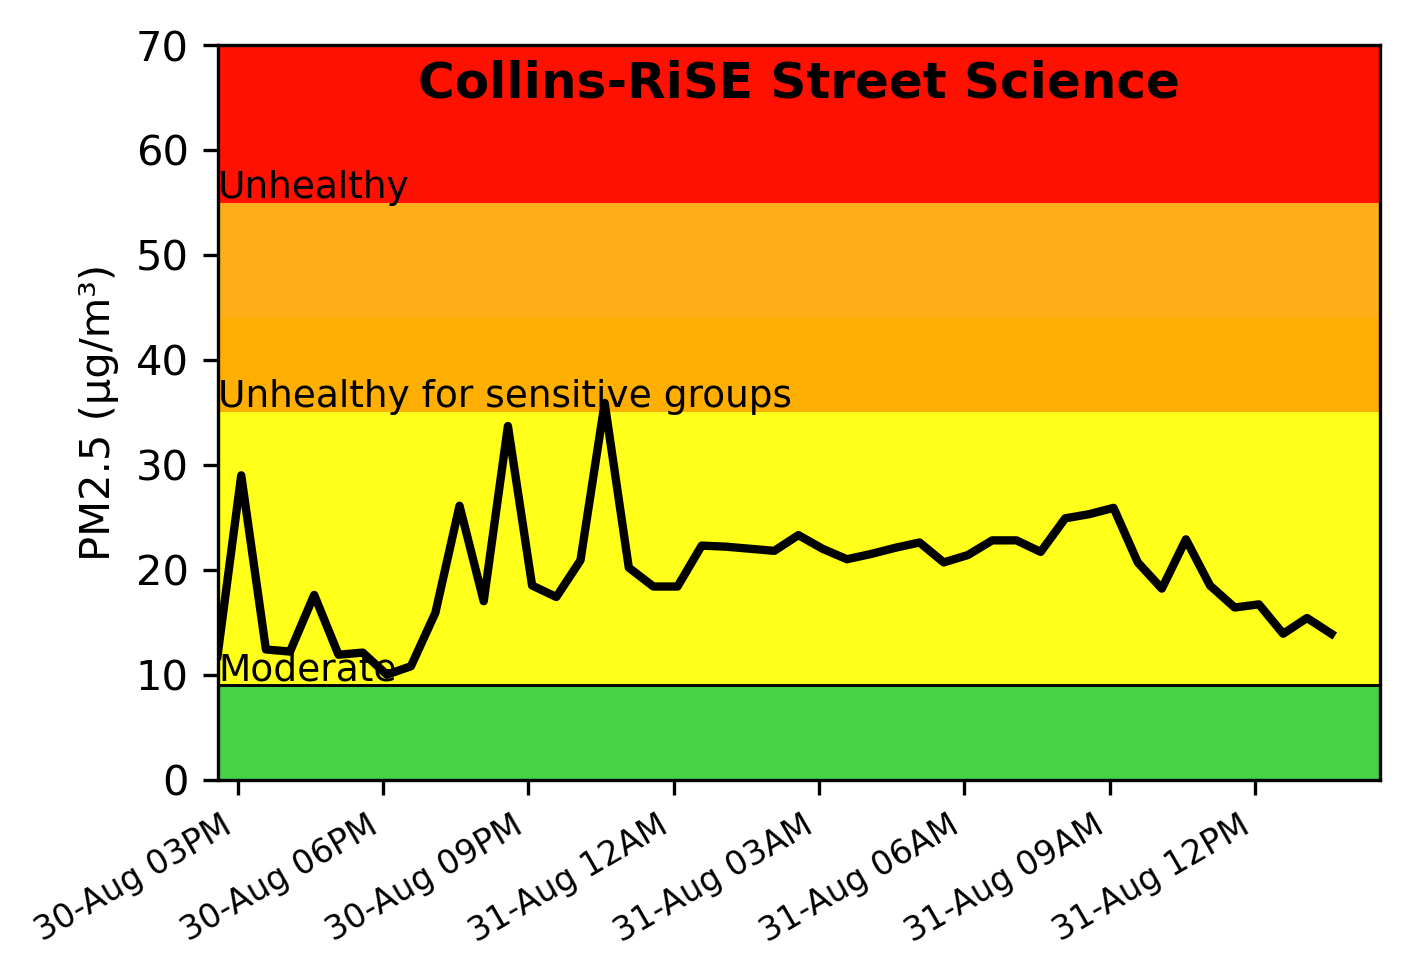 Collins-RiSE Street Science
70
60
50
40
30
20
10
0
PM2.5 (µg/m³)
Unhealthy
Unhealthy for sensitive groups
Moderate
30-Aug 03PM
30-Aug 06PM
30-Aug 09PM
31-Aug 12AM
31-Aug 03AM
31-Aug 06AM
31-Aug 09AM
31-Aug 12PM